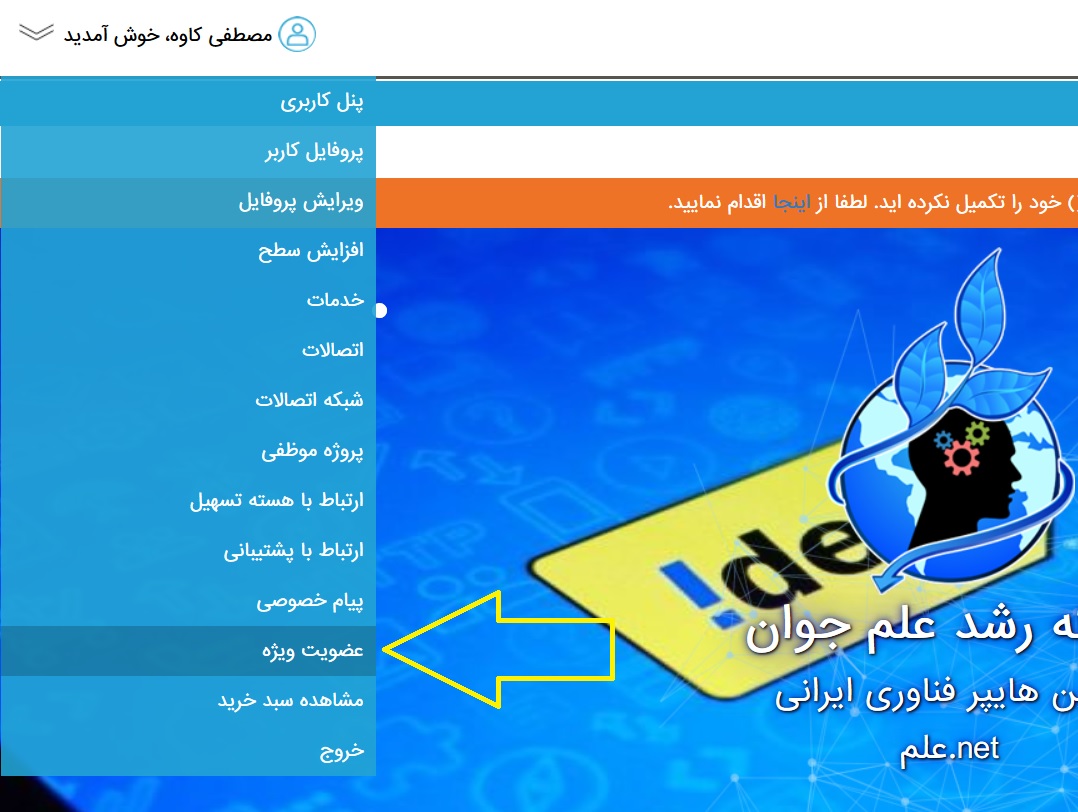 مصطفی کاوه، خوش آمدید
پنل کاربری
پروفایل کاربر
ویرایش پروفایل
افزایش سطح
خدمات
اتصالات
شبکه اتصالات
پروژه موظفی
ارتباط با هسته تسهیل
ارتباط با پشتیبانی
پیام خصوصی
عضویت ویژه
مشاهده سبد خرید
خروج
) خود را تکمیل نکرده اید. لطفا از اینجا اقدام نمایید.
!de
رشد علم جوان
هایپر فناوری ایرانی
علم.net